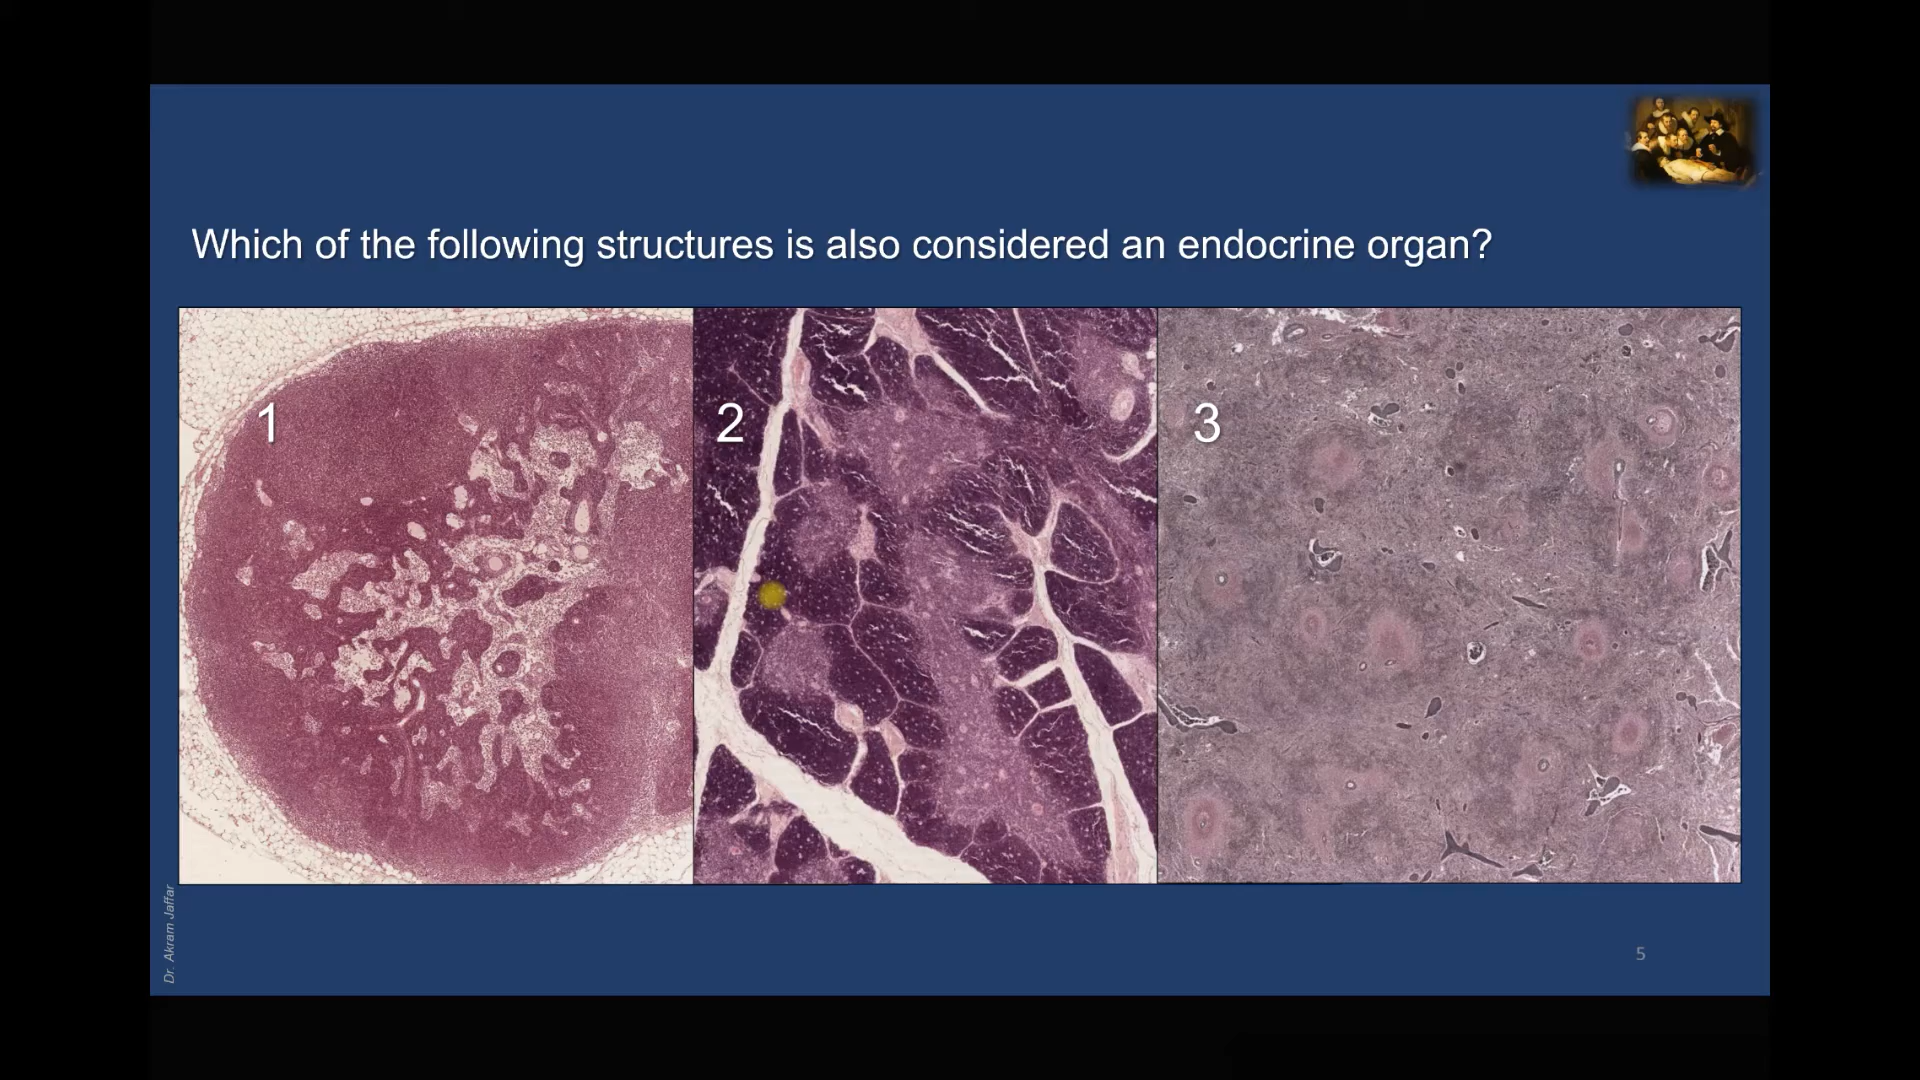 Which of the following structures is also considered an endocrine organ?
1
2
3
Dr. Akram Jaffar
5